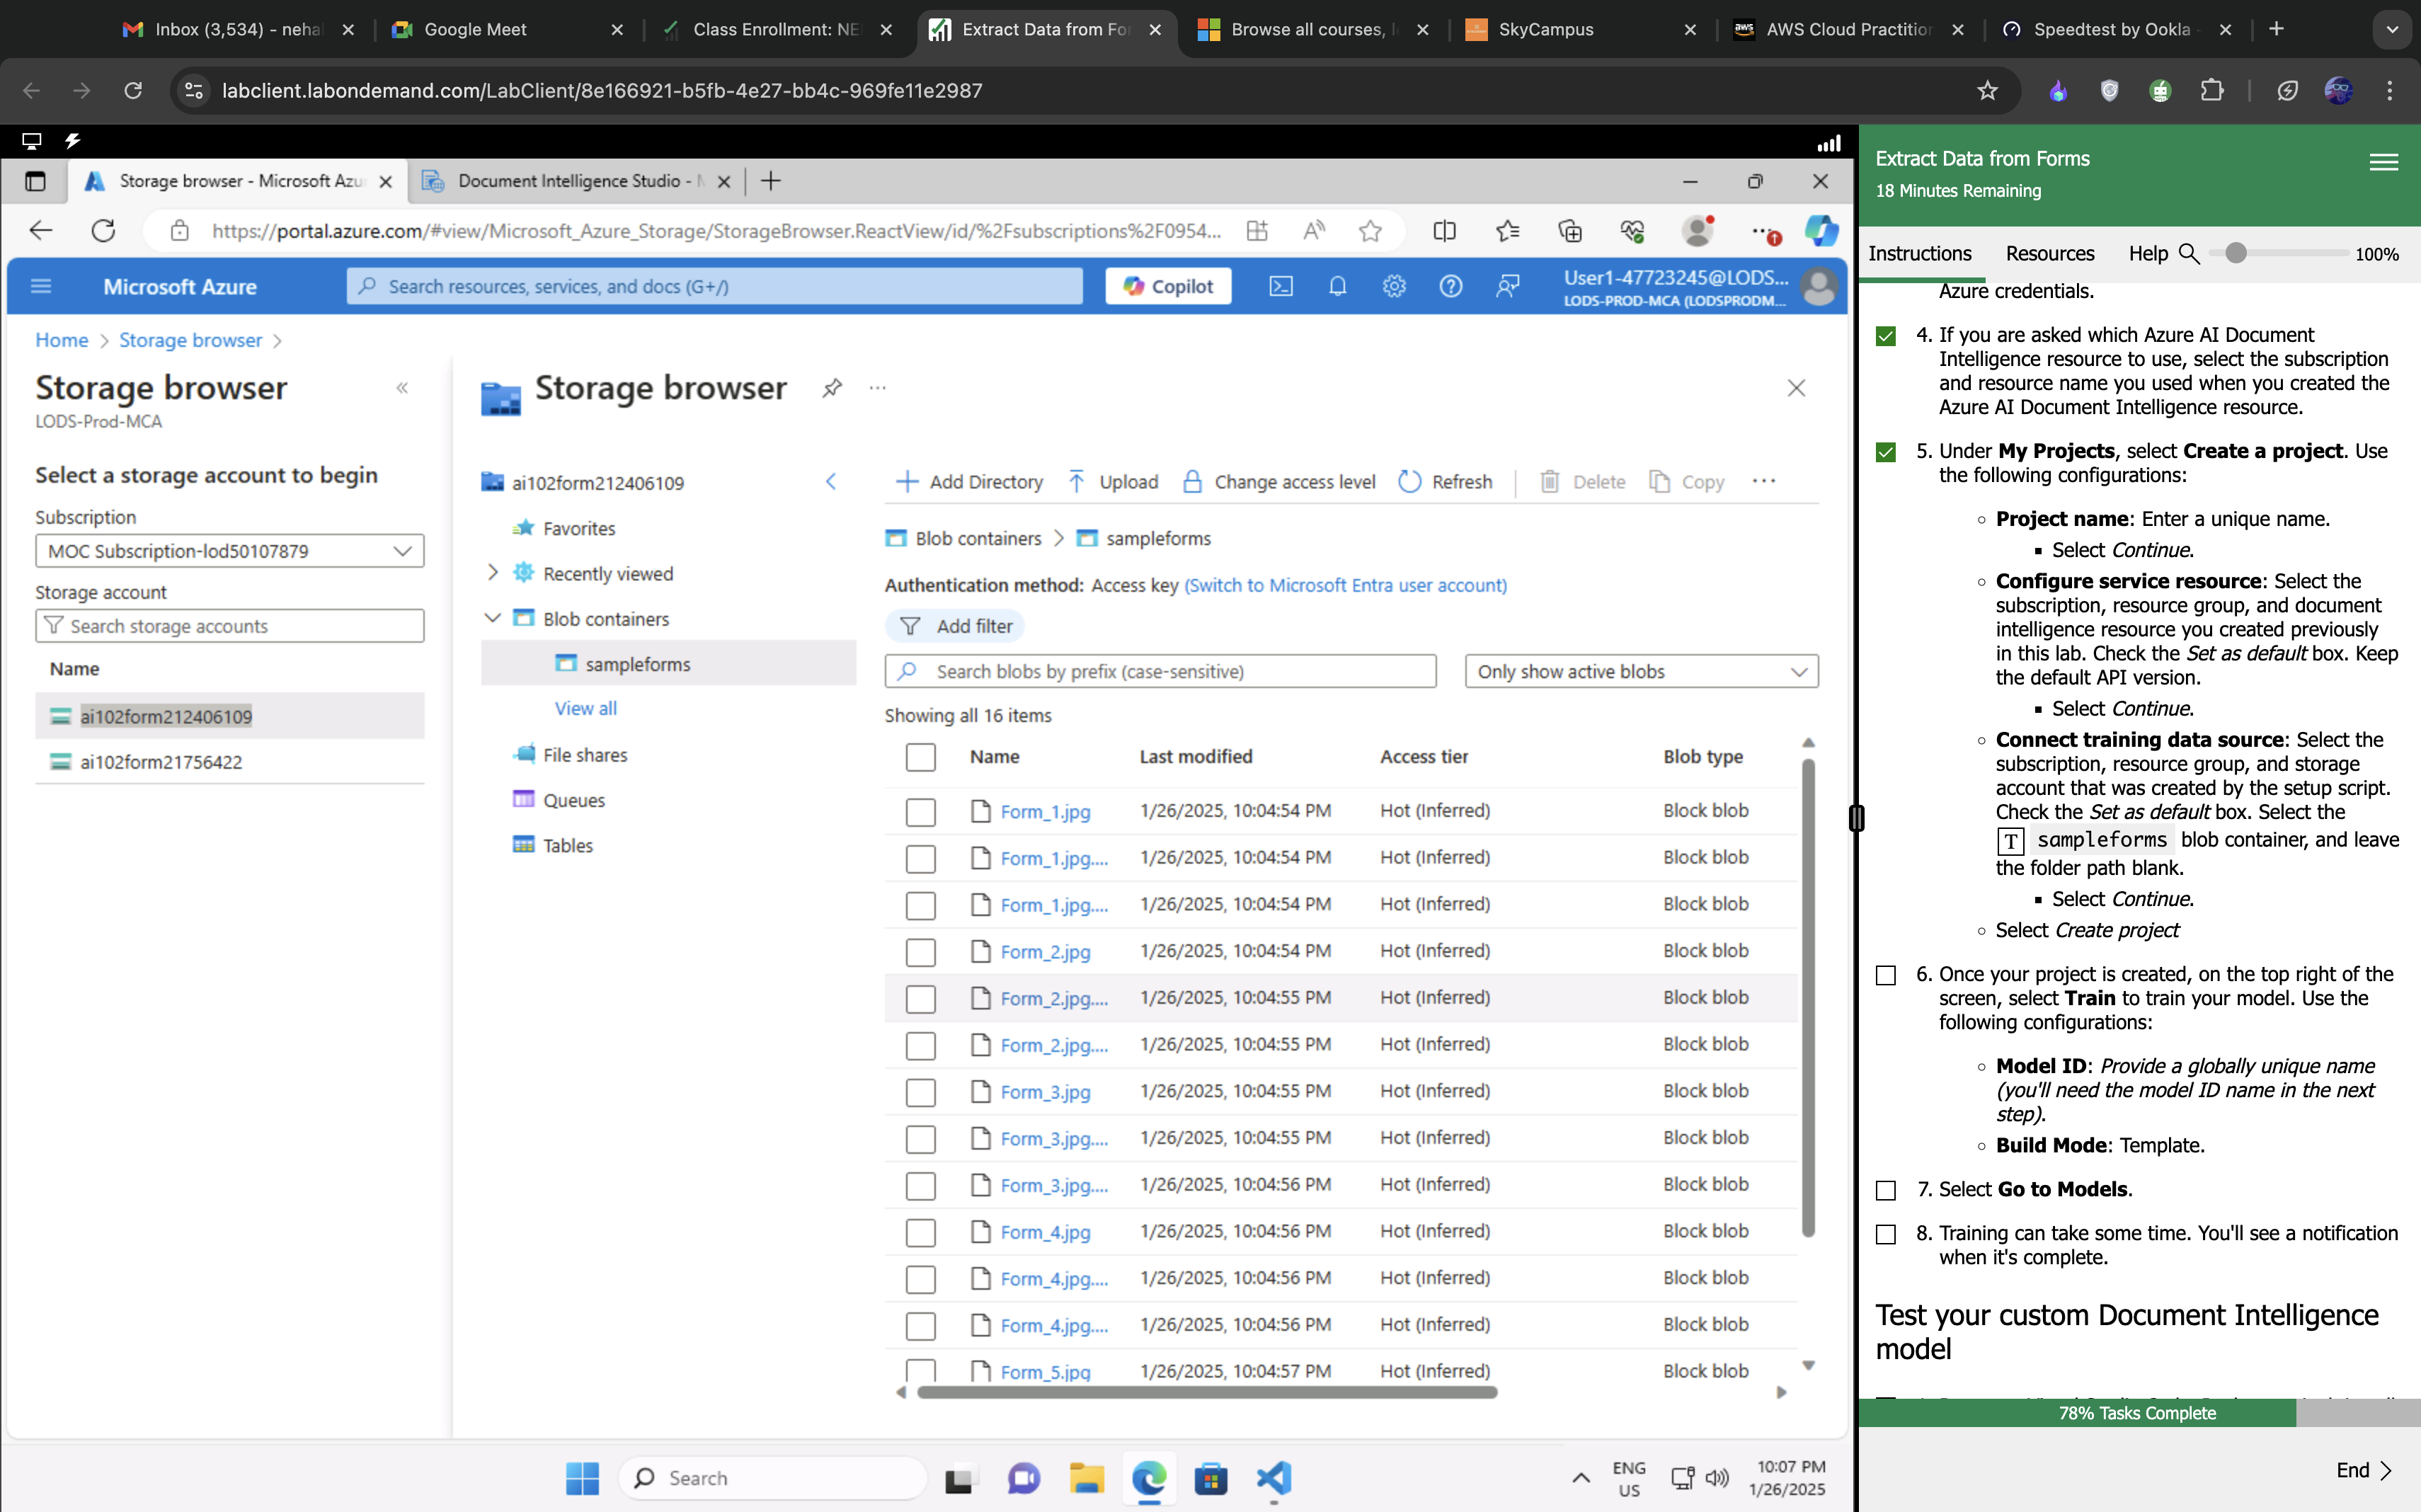 Inbox (3,534) - neha
Google Meet
Class Enrollment: NE
Extract Data from For
Browse all courses, l
SkyCampus
AWS Cloud Practition
Speedtest by Ookla -
labclient.labondemand.com/LabClient/8e166921-b5fb-4e27-bb4c-969fe11e2987
Storage browser - Microsoft Azu
Document Intelligence Studio - M
https://portal.azure.com/#view/Microsoft_Azure_Storage/StorageBrowser.ReactView/id/%2Fsubscriptions%2F0954...
Microsoft Azure
Search resources, services, and docs (G+/)
Copilot
User1-47723245@LODS...
LODS-PROD-MCA (LODSPRODM...
Home > Storage browser >
Storage browser
LODS-Prod-MCA
Select a storage account to begin
Subscription
MOC Subscription-lod50107879
Storage account
Search storage accounts
Name
ai102form212406109
ai102form21756422
Storage browser
ai102form212406109
Favorites
Recently viewed
Blob containers
sampleforms
View all
File shares
Queues
Tables
Add Directory
Upload
Change access level
Refresh
Delete
Copy
Blob containers > sampleforms
Authentication method: Access key (Switch to Microsoft Entra user account)
Add filter
Search blobs by prefix (case-sensitive)
Only show active blobs
Showing all 16 items
Name Last modified Access tier Blob type
Form_1.jpg 1/26/2025, 10:04:54 PM Hot (Inferred) Block blob
Form_1.jpg.... 1/26/2025, 10:04:54 PM Hot (Inferred) Block blob
Form_1.jpg.... 1/26/2025, 10:04:54 PM Hot (Inferred) Block blob
Form_2.jpg 1/26/2025, 10:04:54 PM Hot (Inferred) Block blob
Form_2.jpg.... 1/26/2025, 10:04:55 PM Hot (Inferred) Block blob
Form_2.jpg.... 1/26/2025, 10:04:55 PM Hot (Inferred) Block blob
Form_3.jpg 1/26/2025, 10:04:55 PM Hot (Inferred) Block blob
Form_3.jpg.... 1/26/2025, 10:04:55 PM Hot (Inferred) Block blob
Form_3.jpg.... 1/26/2025, 10:04:56 PM Hot (Inferred) Block blob
Form_4.jpg 1/26/2025, 10:04:56 PM Hot (Inferred) Block blob
Form_4.jpg.... 1/26/2025, 10:04:56 PM Hot (Inferred) Block blob
Form_4.jpg.... 1/26/2025, 10:04:56 PM Hot (Inferred) Block blob
Form_5.jpg 1/26/2025, 10:04:57 PM Hot (Inferred) Block blob
Search
ENG
US
10:07 PM
1/26/2025
Extract Data from Forms
18 Minutes Remaining
Instructions
Resources
Help
100%
Azure credentials.
4. If you are asked which Azure AI Document
Intelligence resource to use, select the subscription
and resource name you used when you created the
Azure AI Document Intelligence resource.
5. Under My Projects, select Create a project. Use
the following configurations:
Project name: Enter a unique name.
Select Continue.
Configure service resource: Select the
subscription, resource group, and document
intelligence resource you created previously
in this lab. Check the Set as default box. Keep
the default API version.
Select Continue.
Connect training data source: Select the
subscription, resource group, and storage
account that was created by the setup script.
Check the Set as default box. Select the
T sampleforms blob container, and leave
the folder path blank.
Select Continue.
Select Create project
6. Once your project is created, on the top right of the
screen, select Train to train your model. Use the
following configurations:
Model ID: Provide a globally unique name
(you'll need the model ID name in the next
step).
Build Mode: Template.
7. Select Go to Models.
8. Training can take some time. You'll see a notification
when it's complete.
Test your custom Document Intelligence
model
78% Tasks Complete
End